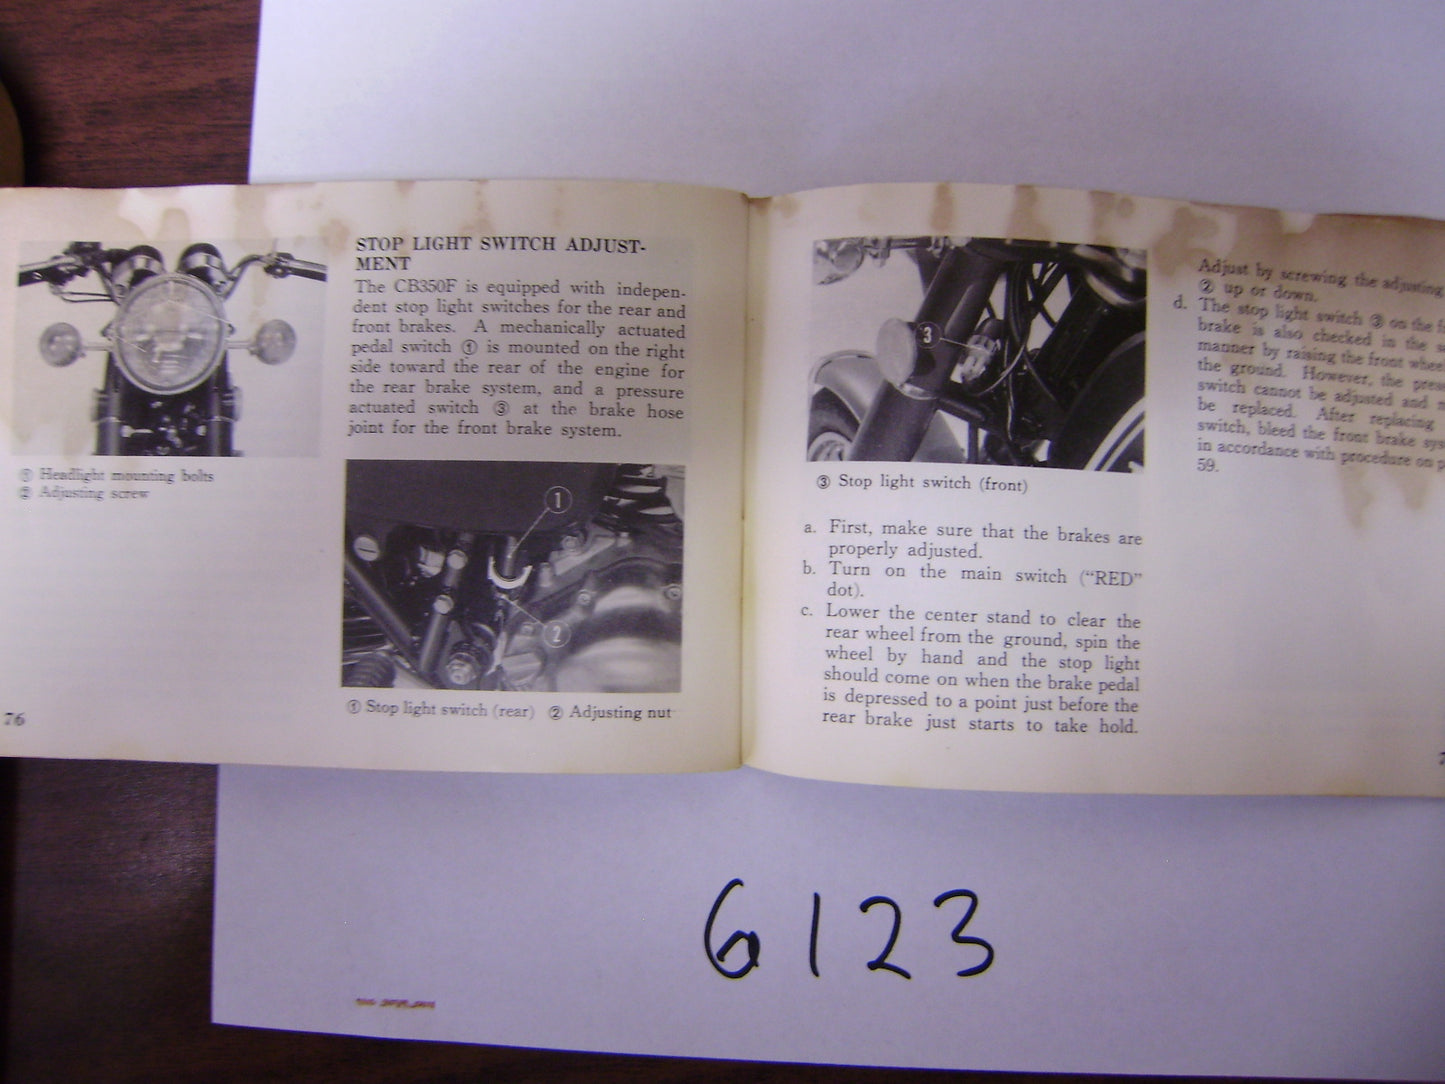 ① Headlight mounting bolts
② Adjusting screw
76
STOP LIGHT SWITCH ADJUST-
MENT
The CB350F is equipped with indepen-
dent stop light switches for the rear and
front brakes. A mechanically actuated
pedal switch ① is mounted on the right
side toward the rear of the engine for
the rear brake system, and a pressure
actuated switch ③ at the brake hose
joint for the front brake system.
1
2
① Stop light switch (rear) ② Adjusting nut
3
③ Stop light switch (front)
a. First, make sure that the brakes are
properly adjusted.
b. Turn on the main switch (“RED”
dot).
c. Lower the center stand to clear the
rear wheel from the ground, spin the
wheel by hand and the stop light
should come on when the brake pedal
is depressed to a point just before the
rear brake just starts to take hold.
Adjust by screwing the adjusting
② up or down.
d. The stop light switch ③ on the
brake is also checked in the
manner by raising the front
the ground. However, the
switch cannot be adjusted and
be replaced. After replacing
switch, bleed the front brake
in accordance with procedure on
59.
6123